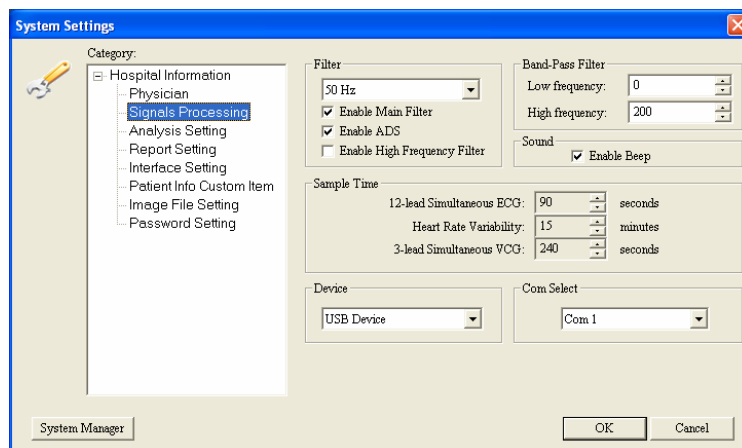 System Settings
Category:
Hospital Information
Physician
Signals Processing
Analysis Setting
Report Setting
Interface Setting
Patient Info Custom Item
Image File Setting
Password Setting
Filter
50 Hz
Enable Main Filter
Enable ADS
Enable High Frequency Filter
Band-Pass Filter
Low frequency: 0
High frequency: 200
Sound
Enable Beep
Sample Time
12-lead Simultaneous ECG: 90 seconds
Heart Rate Variability: 15 minutes
3-lead Simultaneous VCG: 240 seconds
Device
USB Device
Com Select
Com 1
System Manager
OK
Cancel